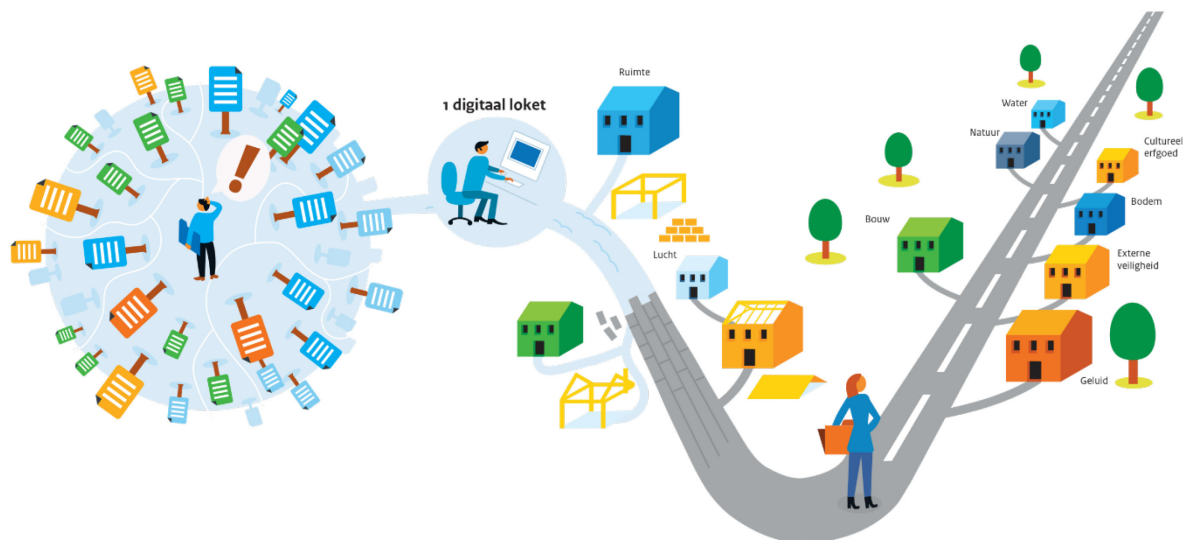 1 digitaal loket
Ruimte
Lucht
Bouw
Water
Natuur
Cultureel
erfgoed
Bodem
Externe
veiligheid
Geluid